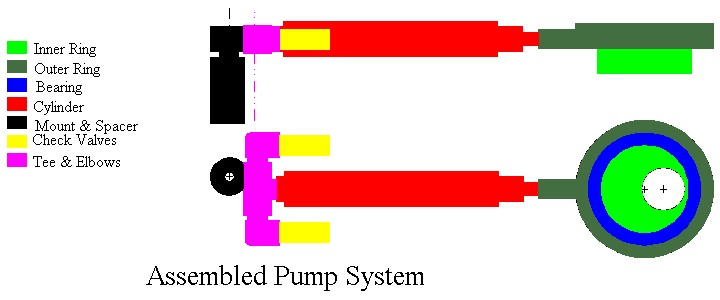 Inner Ring
Outer Ring
Bearing
Cylinder
Mount & Spacer
Check Valves
Tee & Elbows
Assembled Pump System